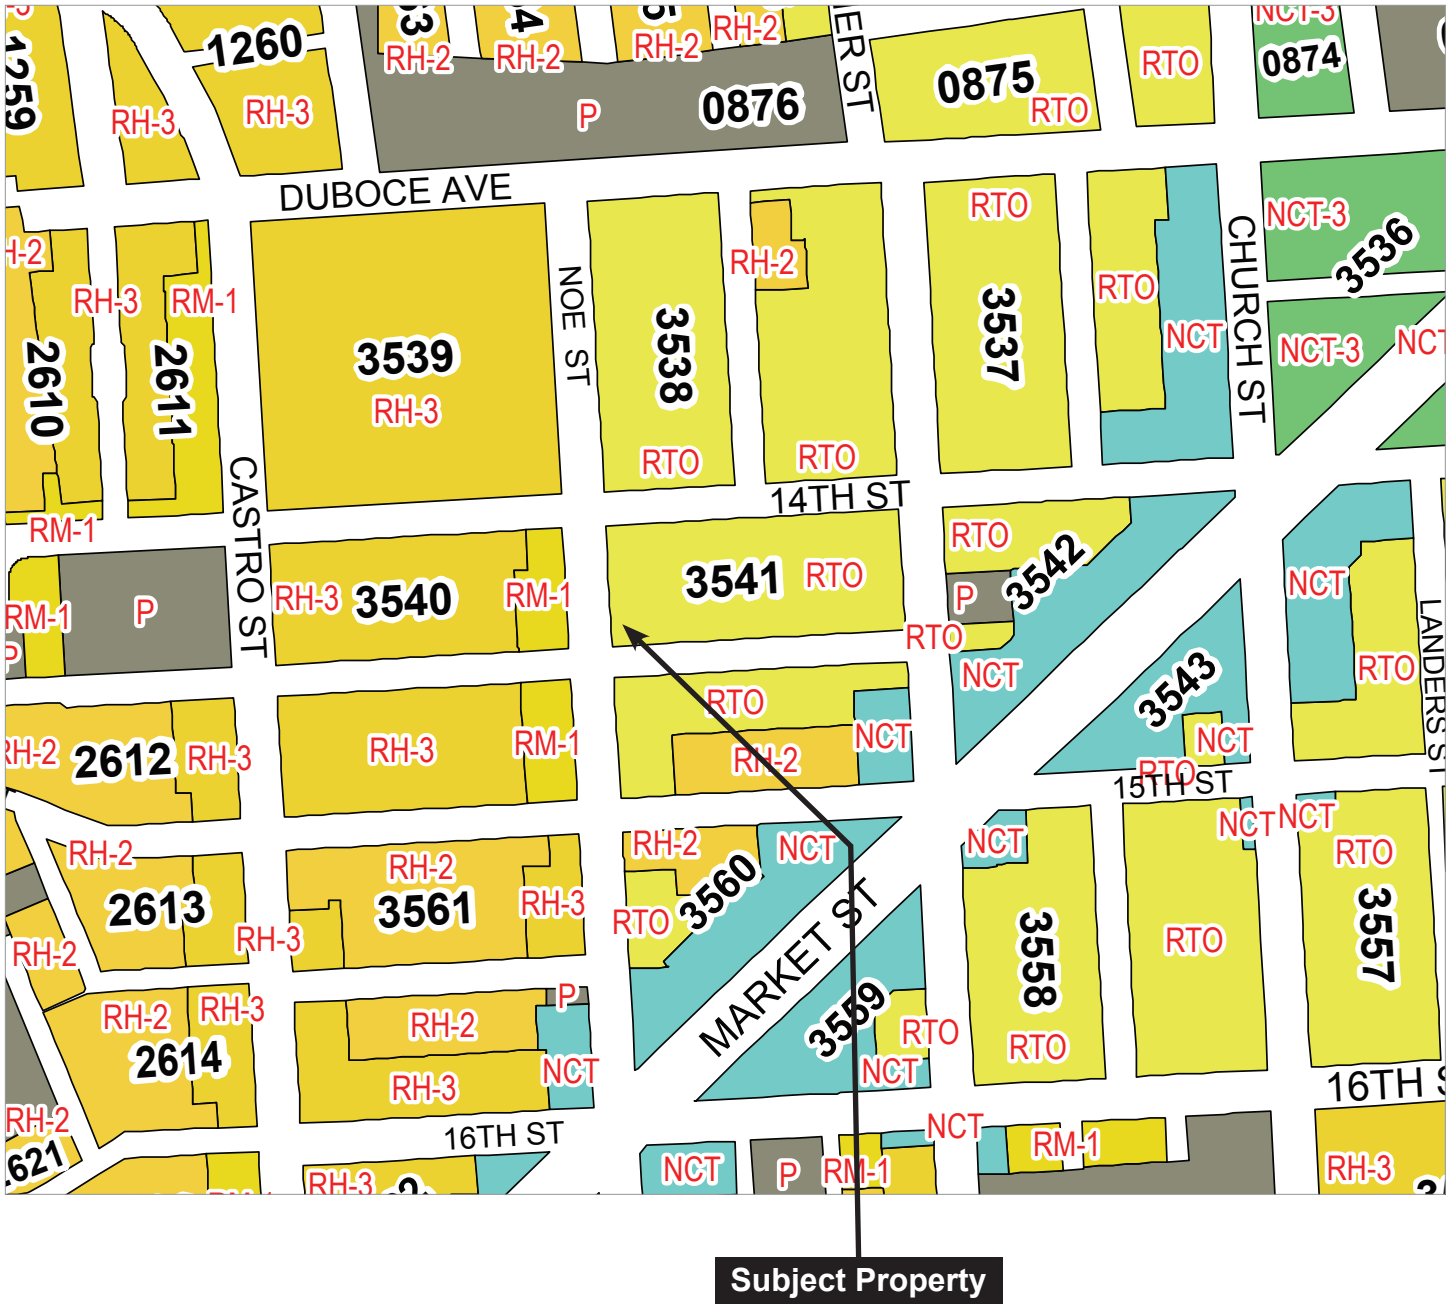 RH-2
RH-2
RH-2
RH-2
NCT-3
1259
1260
RH-3
RH-3
P
0876
0875
RTO
RTO
0874
DUBOCE AVE
RTO
NCT-3
3536
CHURCH ST
RH-3
RM-1
2610
2611
3539
RH-3
NOE ST
3538
RTO
RH-2
RTO
3537
RTO
NCT
NCT-3
14TH ST
CASTRO ST
RM-1
RM-1
P
RH-3
3540
RM-1
3541
RTO
RTO
P
3542
RTO
NCT
NCT
RTO
LANDERS ST
3543
NCT
RTO
15TH ST
RH-2
2612
RH-3
RH-3
RM-1
RTO
RH-2
NCT
RH-2
2613
RH-3
RH-2
3561
RH-3
RH-2
RTO
3560
NCT
MARKET ST
NCT
3558
RTO
RTO
NCT
NCT
RTO
3557
RH-2
RH-2
RH-3
2614
RH-2
RH-3
P
NCT
3559
RTO
NCT
16TH
RH-2
16TH ST
RH-3
NCT
P
RM-1
NCT
RM-1
RH-3
Subject Property